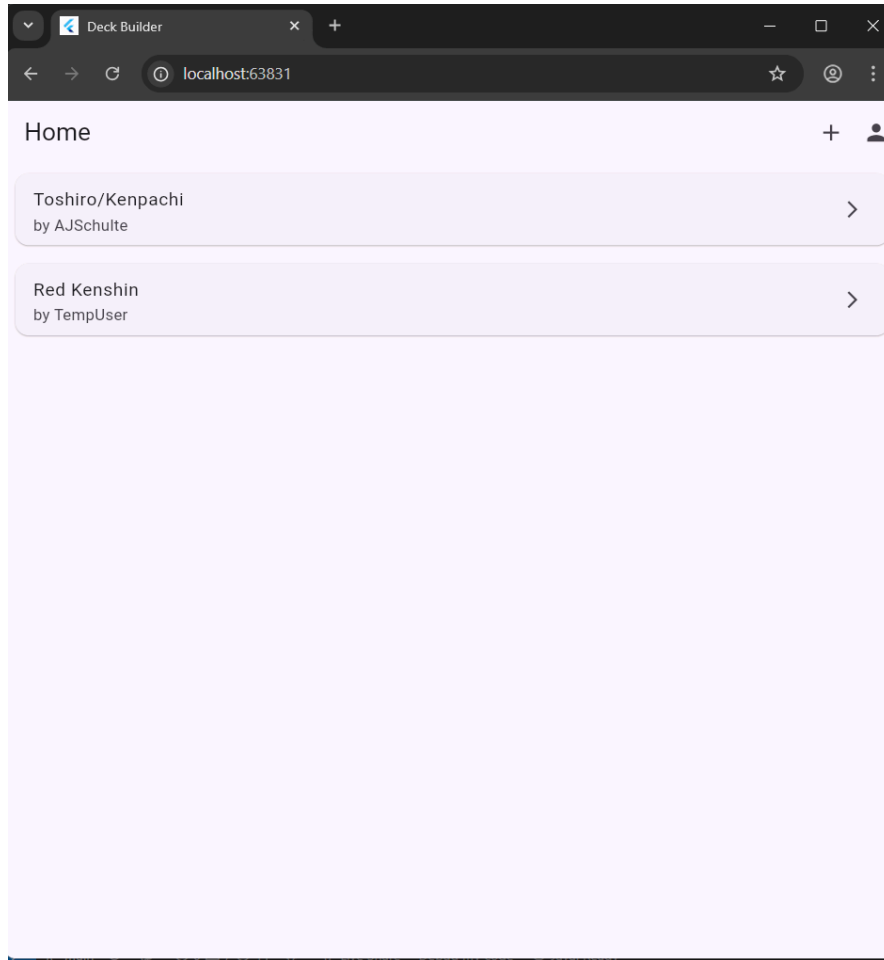 Deck Builder
localhost:63831
Home
Toshiro/Kenpachi
by AJSchulte
Red Kenshin
by TempUser